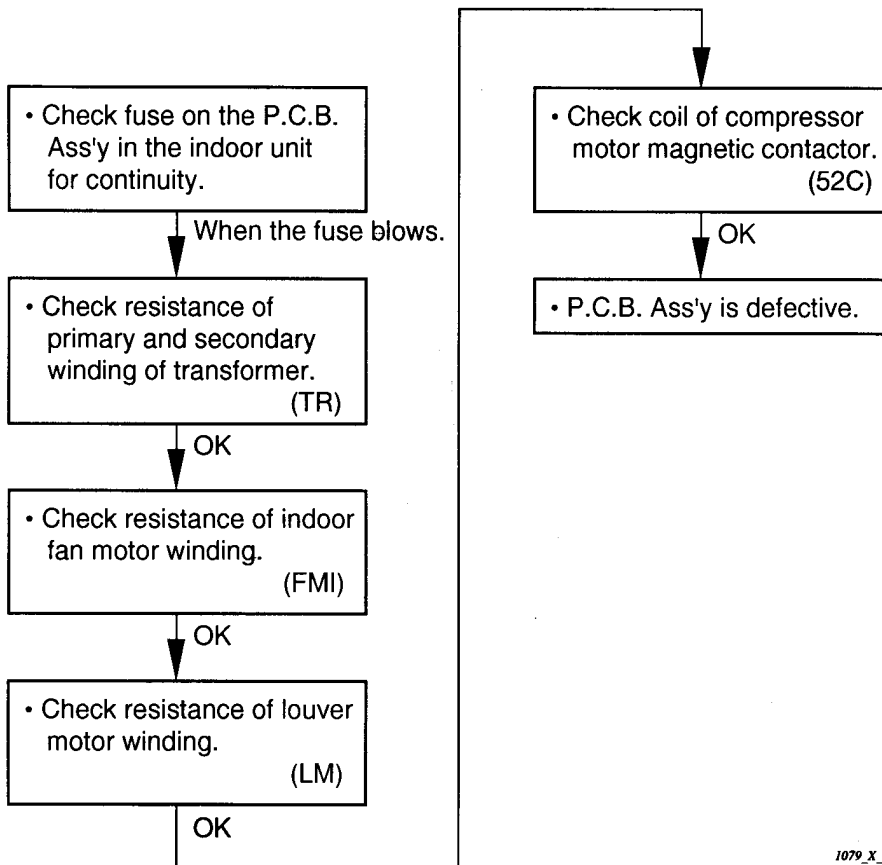 • Check fuse on the P.C.B.
Ass'y in the indoor unit
for continuity.
When the fuse blows.
• Check resistance of
primary and secondary
winding of transformer.
(TR)
OK
• Check resistance of indoor
fan motor winding.
(FMI)
OK
• Check resistance of louver
motor winding.
(LM)
OK
• Check coil of compressor
motor magnetic contactor.
(52C)
OK
• P.C.B. Ass'y is defective.
1079_X_